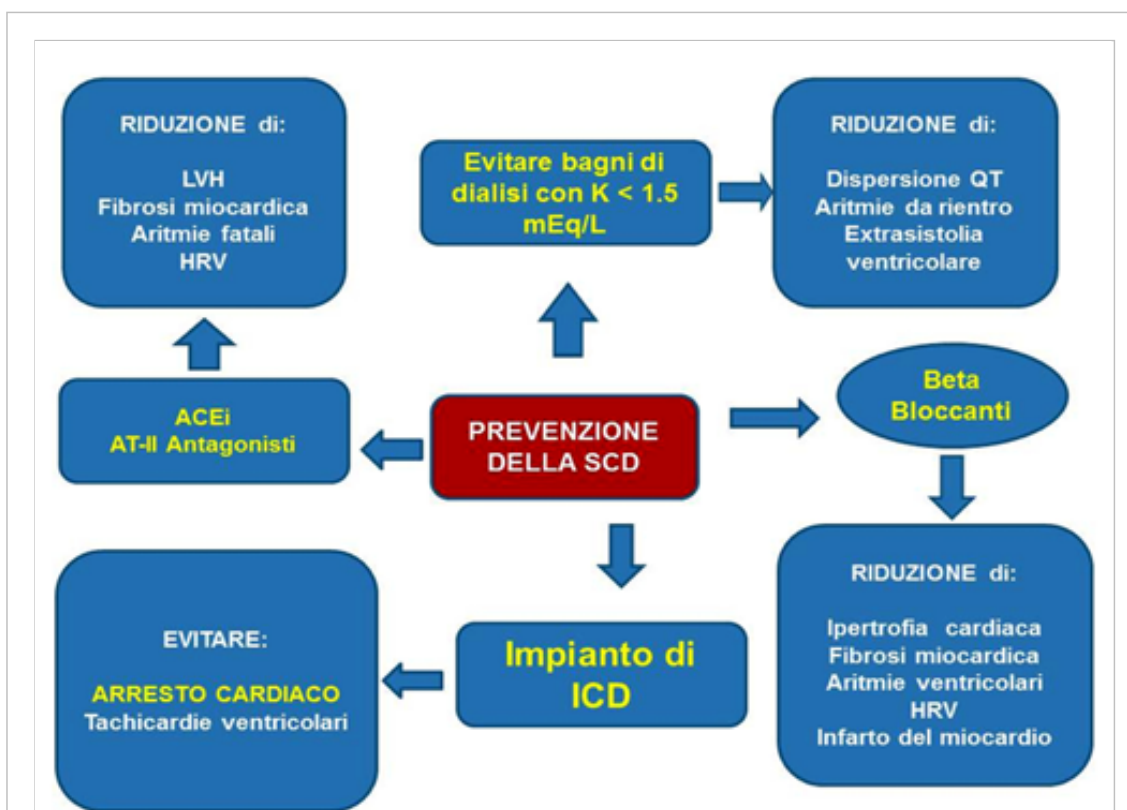 RIDUZIONE di:
LVH
Fibrosi miocardica
Aritmie fatali
HRV
Evitare bagni di
dialisi con K < 1.5
mEq/L
RIDUZIONE di:
Dispersione QT
Aritmie da rientro
Extrasistolia
ventricolare
ACEi
AT-II Antagonisti
PREVENZIONE
DELLA SCD
Beta
Bloccanti
EVITARE:
ARRESTO CARDIACO
Tachicardie ventricolari
Impianto di
ICD
RIDUZIONE di:
Ipertrofia cardiaca
Fibrosi miocardica
Aritmie ventricolari
HRV
Infarto del miocardio